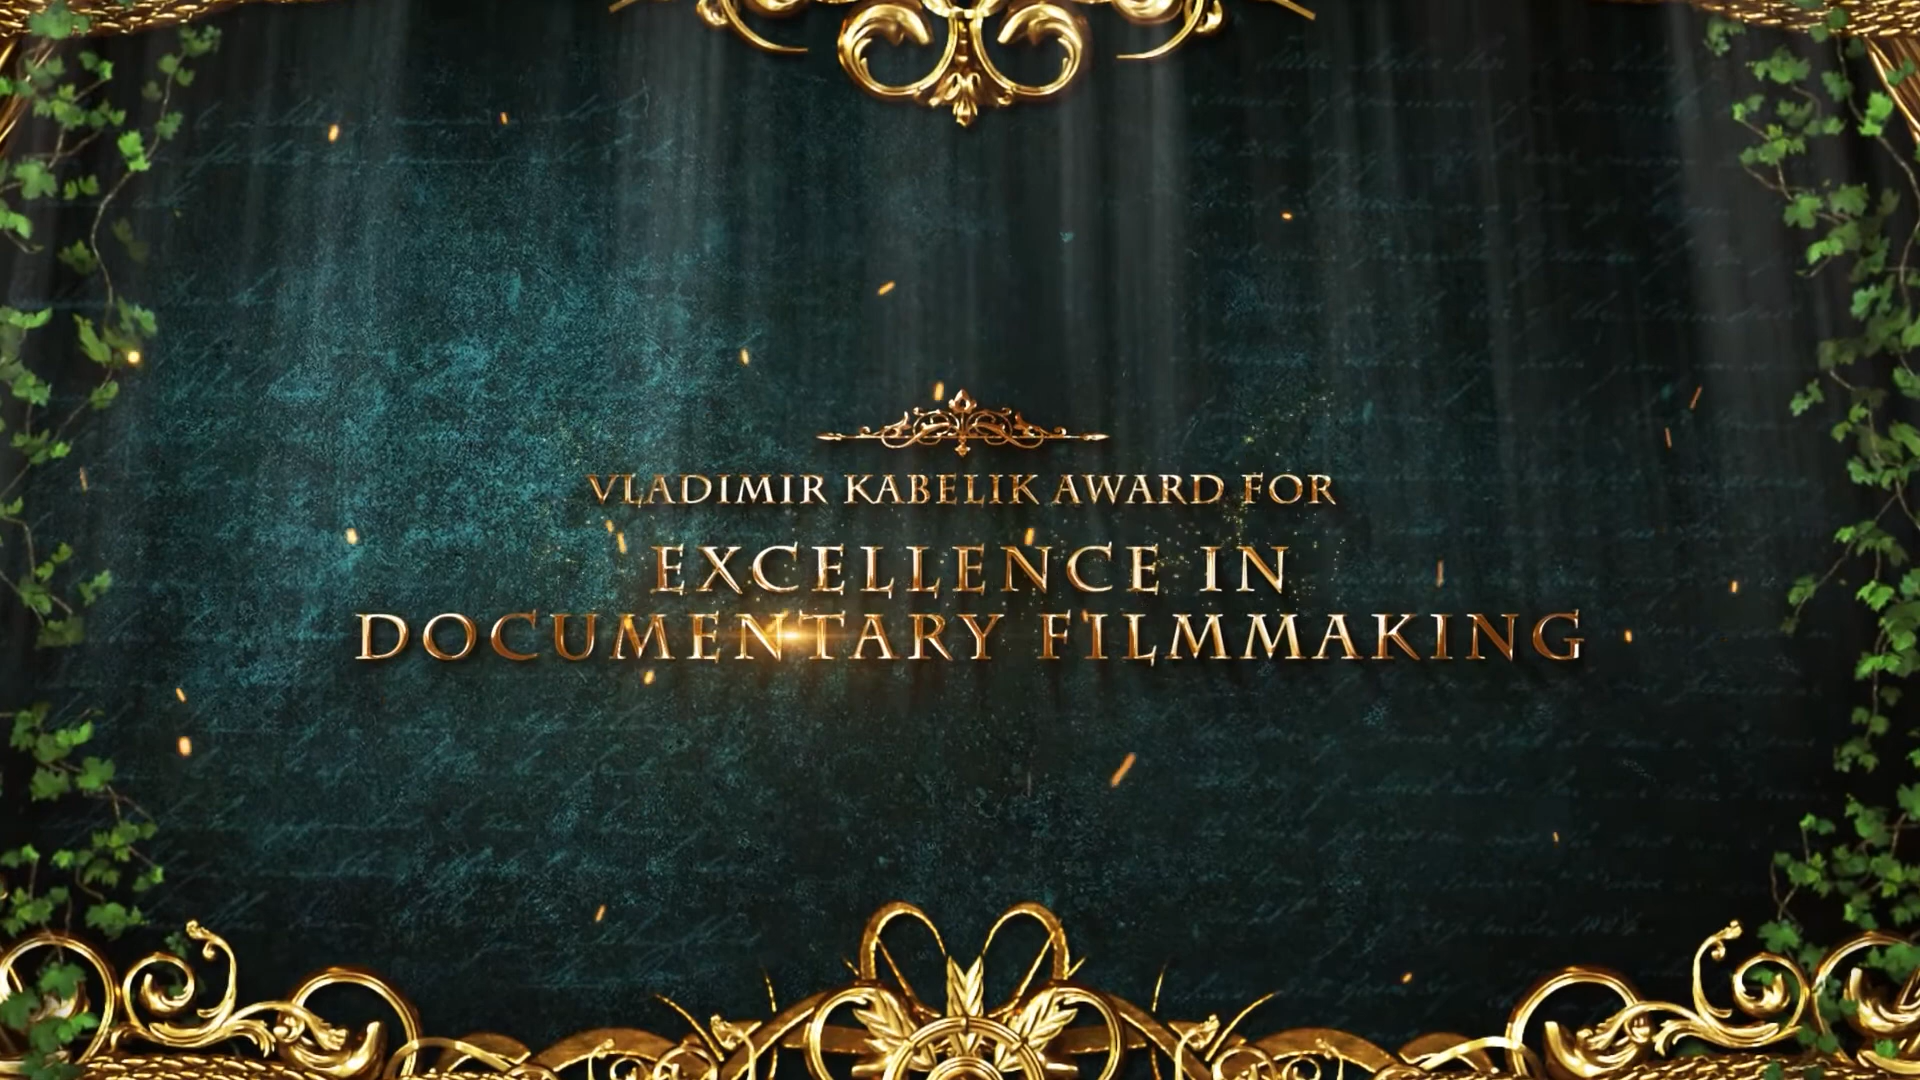 VLADIMIR KABELIK AWARD FOR
EXCELLENCE IN
DOCUMENTARY FILMMAKING